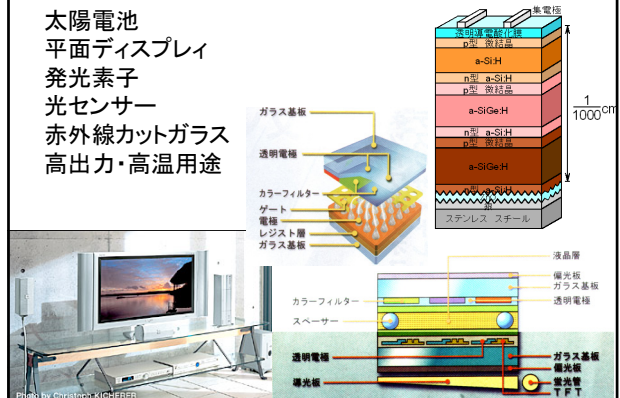 太陽電池
平面ディスプレィ
発光素子
光センサー
赤外線カットガラス
高出力・高温用途
集電極
透明導電酸化膜
p型 微結晶
a-Si:H
n型 a-Si:H
p型 微結晶
a-SiGe:H
n型 a-Si:H
p型 微結晶
a-SiGe:H
n型 a-Si:H
銀
ステンレス スチール
1
1000 cm
ガラス基板
透明電極
カラーフィルター
ゲート
電極
レジスト層
ガラス基板
液晶層
偏光板
ガラス基板
カラーフィルター
透明電極
スペーサー
透明電極
ガラス基板
偏光板
導光板
蛍光管
TFT
Photo by Christoph KICHERER